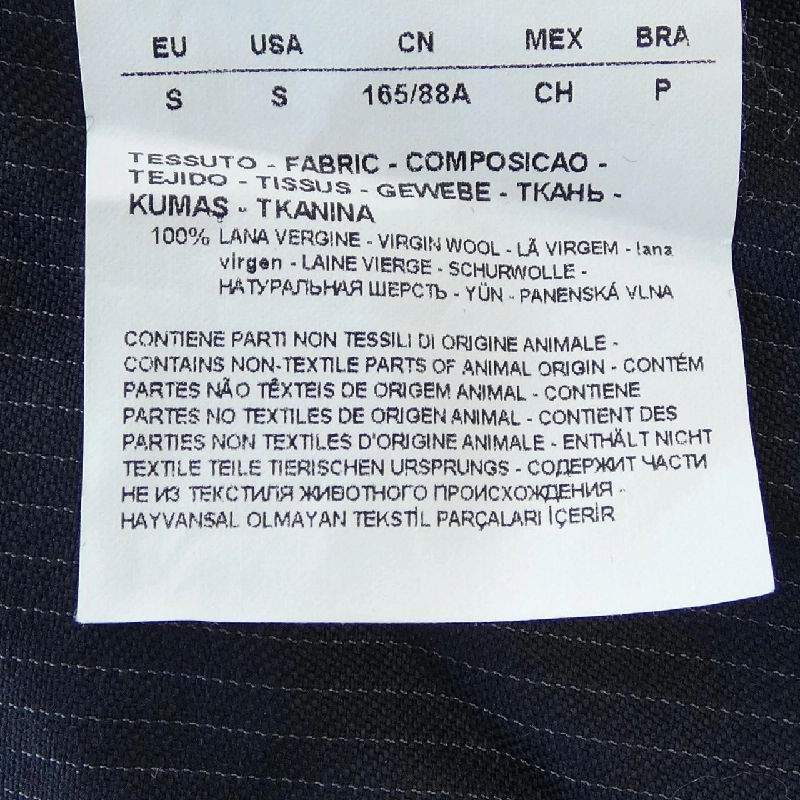 EU USA CN MEX BRA
S S 165/88A CH P
TESSUTO - FABRIC - COMPOSICAO -
TEJIDO - TISSUS - GEWEBE - ТКАНЬ -
KUMAŞ - TKANINA
100% LANA VERGINE - VIRGIN WOOL - LÃ VIRGEM - lana
virgen - LAINE VIERGE - SCHURWOLLE -
НАТУРАЛЬНАЯ ШЕРСТЬ - YÜN - PANENSKÁ VLNA
CONTIENE PARTI NON TESSILI DI ORIGINE ANIMALE -
CONTAINS NON-TEXTILE PARTS OF ANIMAL ORIGIN - CONTÉM
PARTES NÃO TÊXTEIS DE ORIGEM ANIMAL - CONTIENE
PARTES NO TEXTILES DE ORIGEN ANIMAL - CONTIENT DES
PARTIES NON TEXTILES D'ORIGINE ANIMALE - ENTHÄLT NICHT
TEXTILE TEILE TIERISCHEN URSPRUNGS - СОДЕРЖИТ ЧАСТИ
НЕ ИЗ ТЕКСТИЛЯ ЖИВОТНОГО ПРОИСХОЖДЕНИЯ -
HAYVANSAL OLMAYAN TEKSTİL PARÇALARI İÇERİR